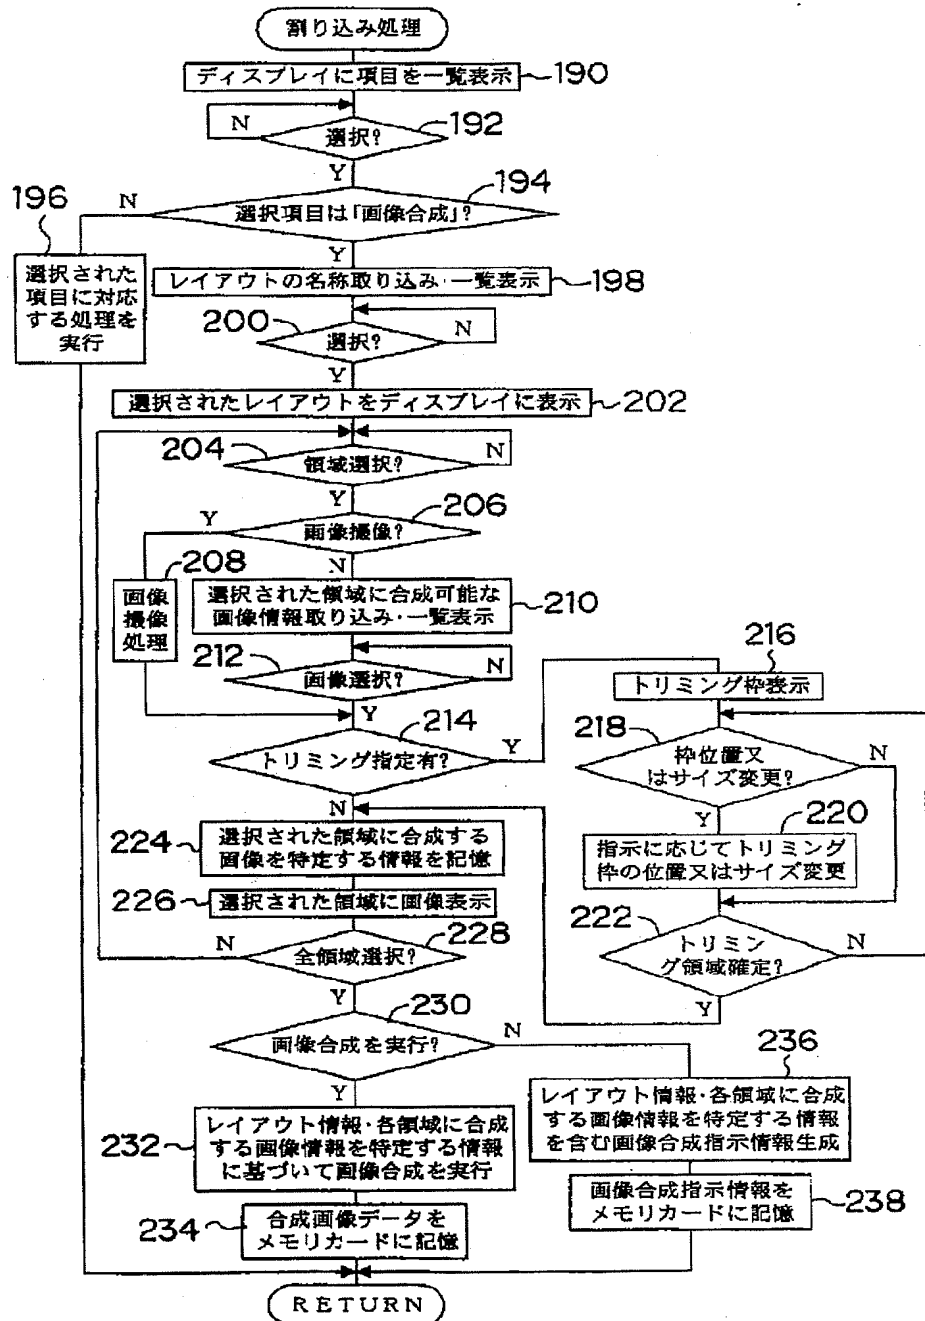 割り込み処理
ディスプレイに項目を一覧表示
190
N
選択?
192
Y
196
N
選択項目は「画像合成」?
194
Y
選択された
項目に対応
する処理を
実行
レイアウトの名称取り込み・一覧表示
198
200
選択?
N
Y
選択されたレイアウトをディスプレイに表示
202
204
領域選択?
N
Y
Y
画像撮像?
206
N
208
画像
撮像
処理
選択された領域に合成可能な
画像情報取り込み・一覧表示
210
212
画像選択?
N
Y
216
トリミング枠表示
214
トリミング指定有?
Y
N
218
枠位置又
はサイズ変更?
N
Y
220
指示に応じてトリミング
枠の位置又はサイズ変更
222
トリミン
グ領域確定?
N
Y
224
選択された領域に合成する
画像を特定する情報を記憶
226
選択された領域に画像表示
N
全領域選択?
228
Y
230
画像合成を実行?
N
Y
232
レイアウト情報・各領域に合成
する画像情報を特定する情報
に基づいて画像合成を実行
236
レイアウト情報・各領域に合成
する画像情報を特定する情報
を含む画像合成指示情報生成
234
合成画像データを
メモリカードに記憶
画像合成指示情報を
メモリカードに記憶
238
RETURN